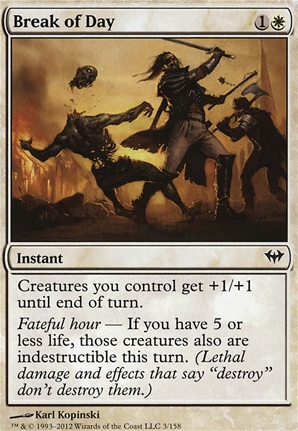 Break of Day 1
Instant
Creatures you control get +1/+1
until end of turn.
Fateful hour — If you have 5 or
less life, those creatures also are
indestructible this turn. (Lethal
damage and effects that say “destroy”
don’t destroy them.)
Karl Kopinski
™ & © 1993–2012 Wizards of the Coast LLC 3/158